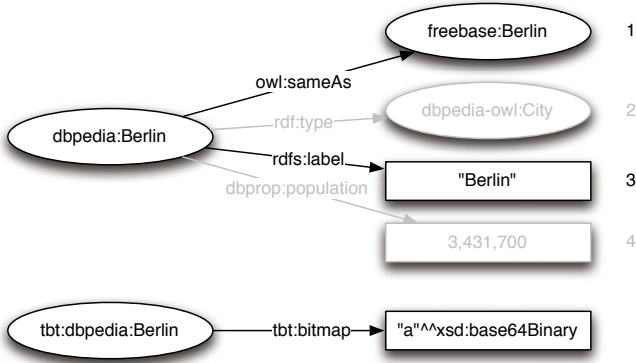 freebase:Berlin 1
owl:sameAs
dbpedia-owl:City 2
rdf:type
dbpedia:Berlin
rdfs:label
"Berlin" 3
dbprop:population
3,431,700 4
tbt:dbpedia:Berlin tbt:bitmap "a"^^xsd:base64Binary